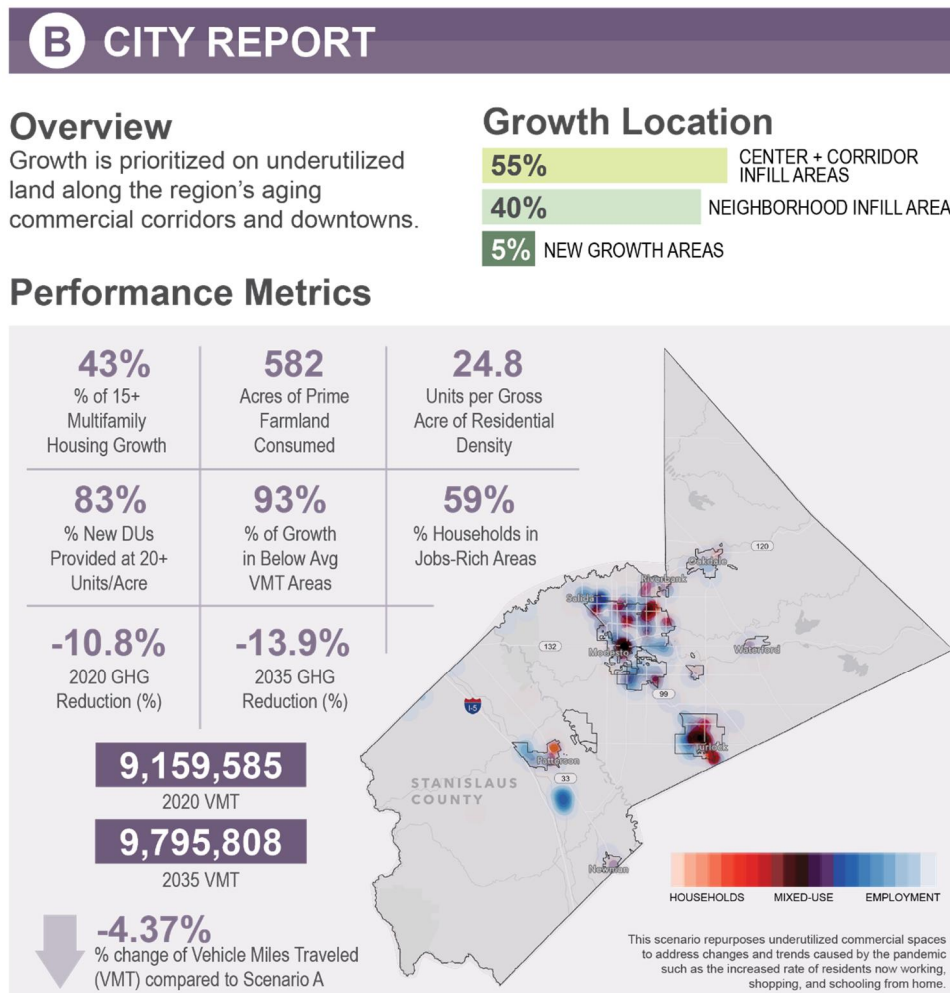 B CITY REPORT
Overview
Growth is prioritized on underutilized
land along the region's aging
commercial corridors and downtowns.
Growth Location
55% CENTER + CORRIDOR
INFILL AREAS
40% NEIGHBORHOOD INFILL AREA
5% NEW GROWTH AREAS
Performance Metrics
43%
% of 15+
Multifamily
Housing Growth
582
Acres of Prime
Farmland
Consumed
24.8
Units per Gross
Acre of Residential
Density
83%
% New DUs
Provided at 20+
Units/Acre
93%
% of Growth
in Below Avg
VMT Areas
59%
% Households in
Jobs-Rich Areas
-10.8%
2020 GHG
Reduction (%)
-13.9%
2035 GHG
Reduction (%)
9,159,585
2020 VMT
9,795,808
2035 VMT
-4.37%
% change of Vehicle Miles Traveled
(VMT) compared to Scenario A
120
Oakdale
Riverbank
Salida
132
Modesto
Waterford
99
I-5
Turlock
Patterson
33
STANISLAUS
COUNTY
Newman
HOUSEHOLDS MIXED-USE EMPLOYMENT
This scenario repurposes underutilized commercial spaces
to address changes and trends caused by the pandemic
such as the increased rate of residents now working,
shopping, and schooling from home.